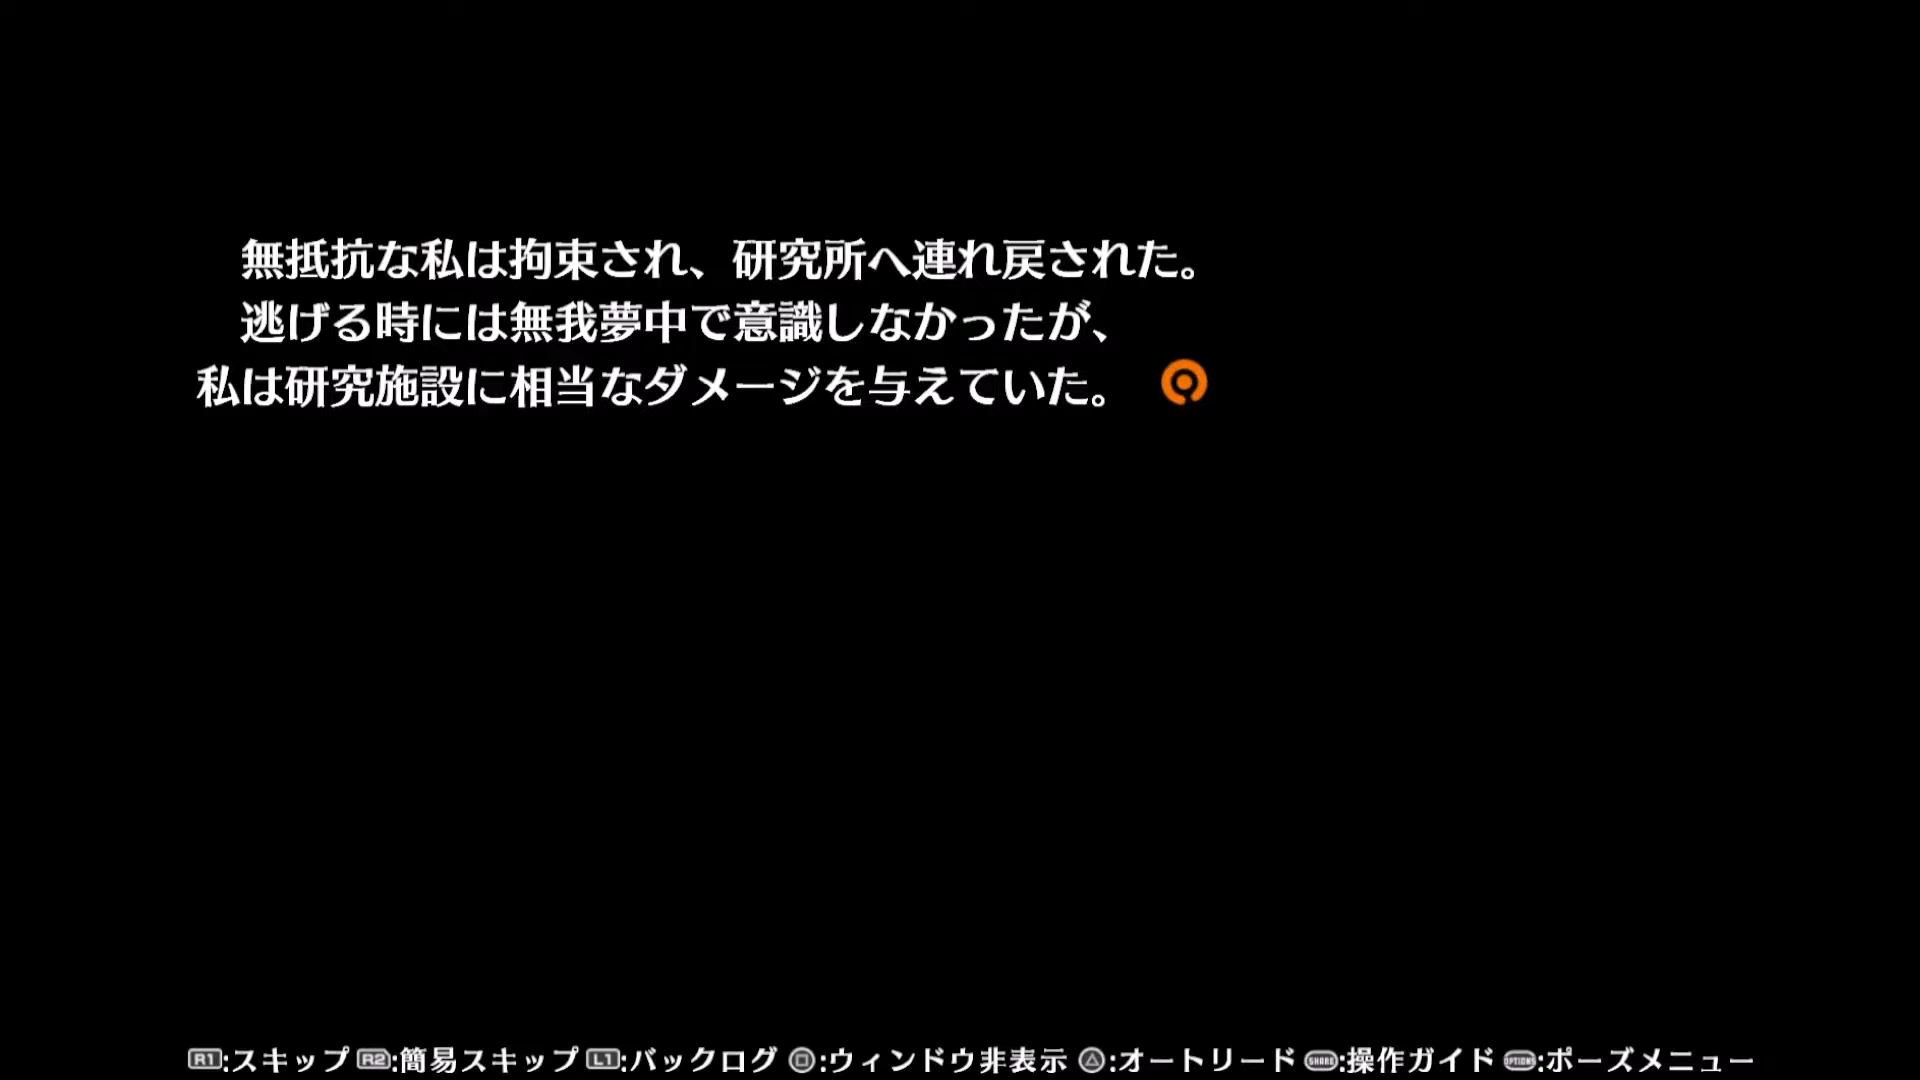 無抵抗な私は拘束され、研究所へ連れ戻された。
逃げる時には無我夢中で意識しなかったが、
私は研究施設に相当なダメージを与えていた。
R1:スキップ R2:簡易スキップ L1:バックログ :ウィンドウ非表示 :オートリード SHARE:操作ガイド OPTIONS:ポーズメニュー